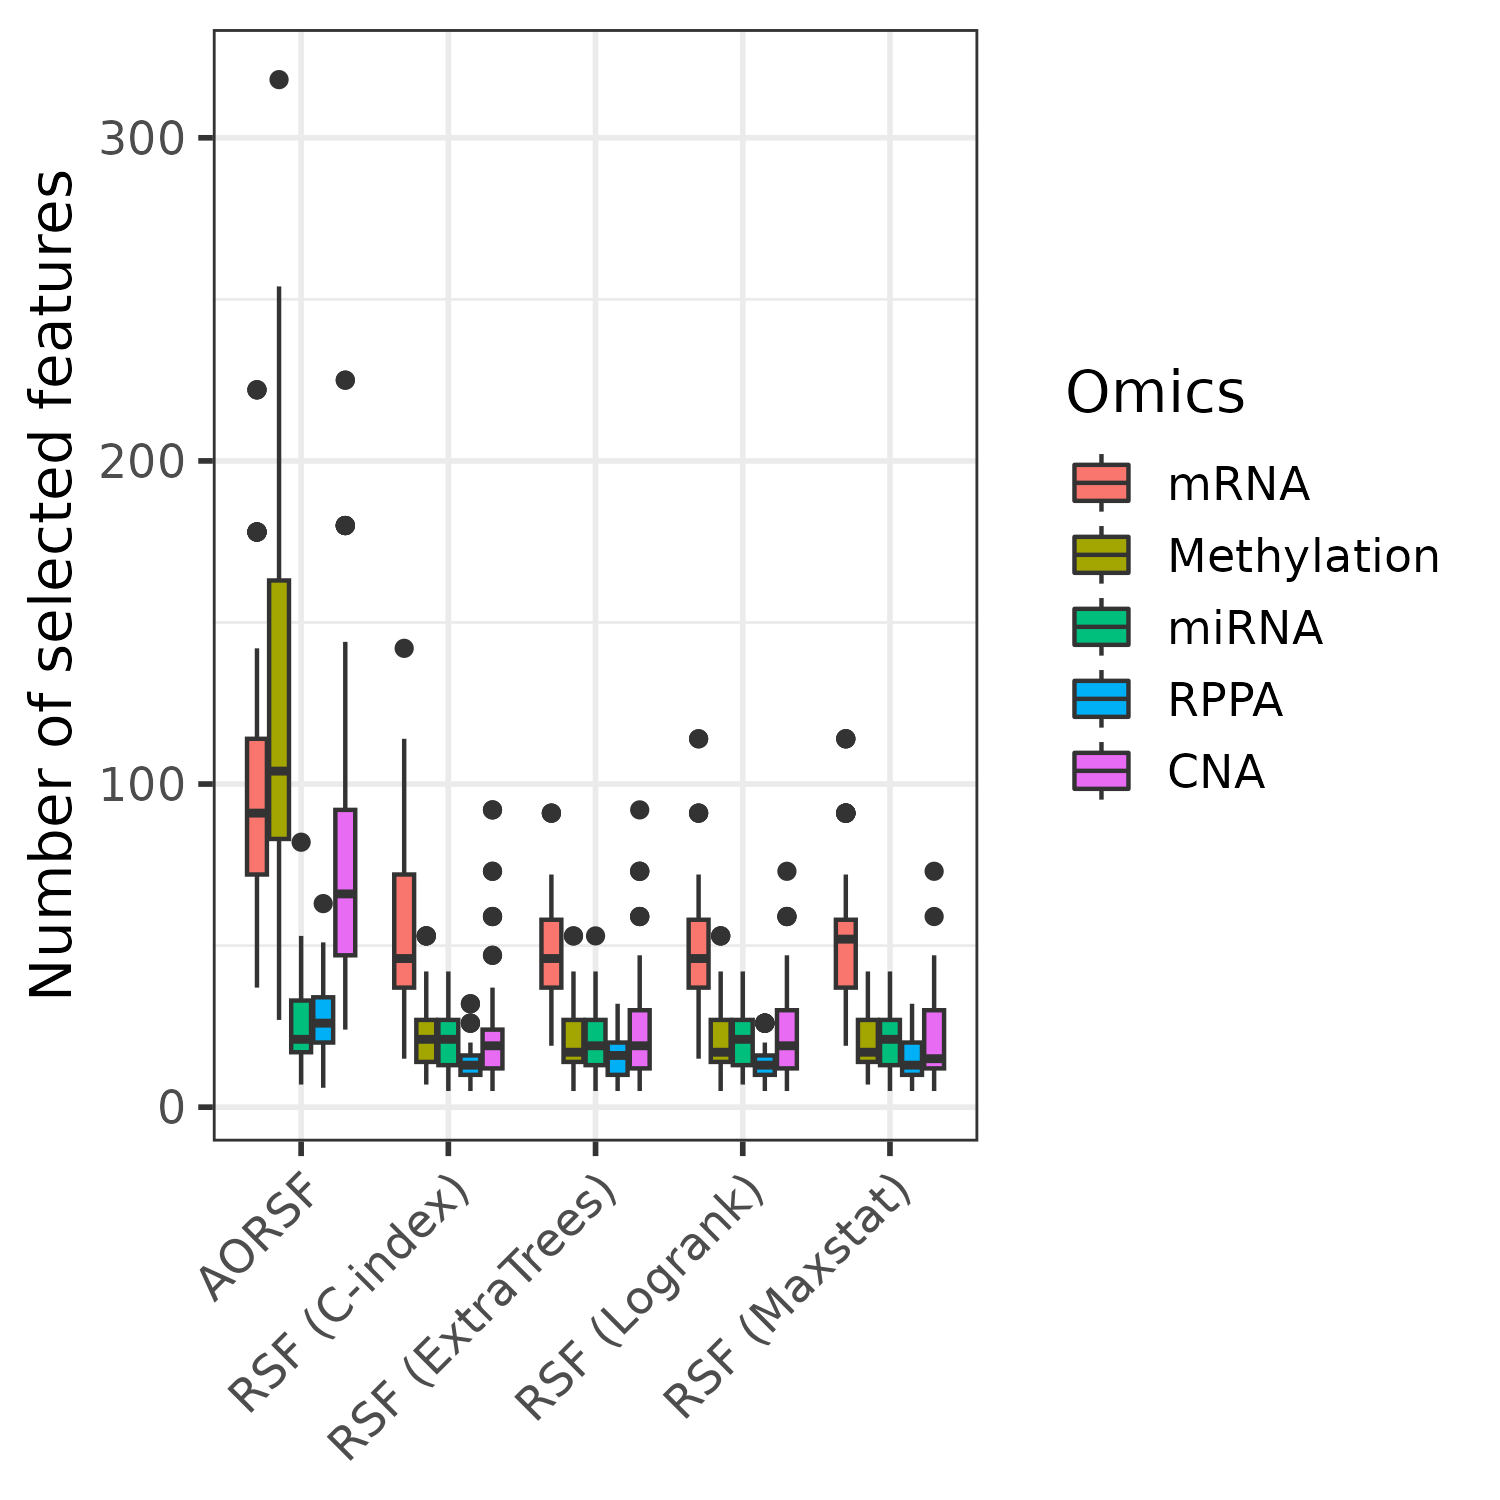 Number of selected features
300
200
100
0
AORSF
RSF (C-index)
RSF (ExtraTrees)
RSF (Logrank)
RSF (Maxstat)
Omics
mRNA
Methylation
miRNA
RPPA
CNA